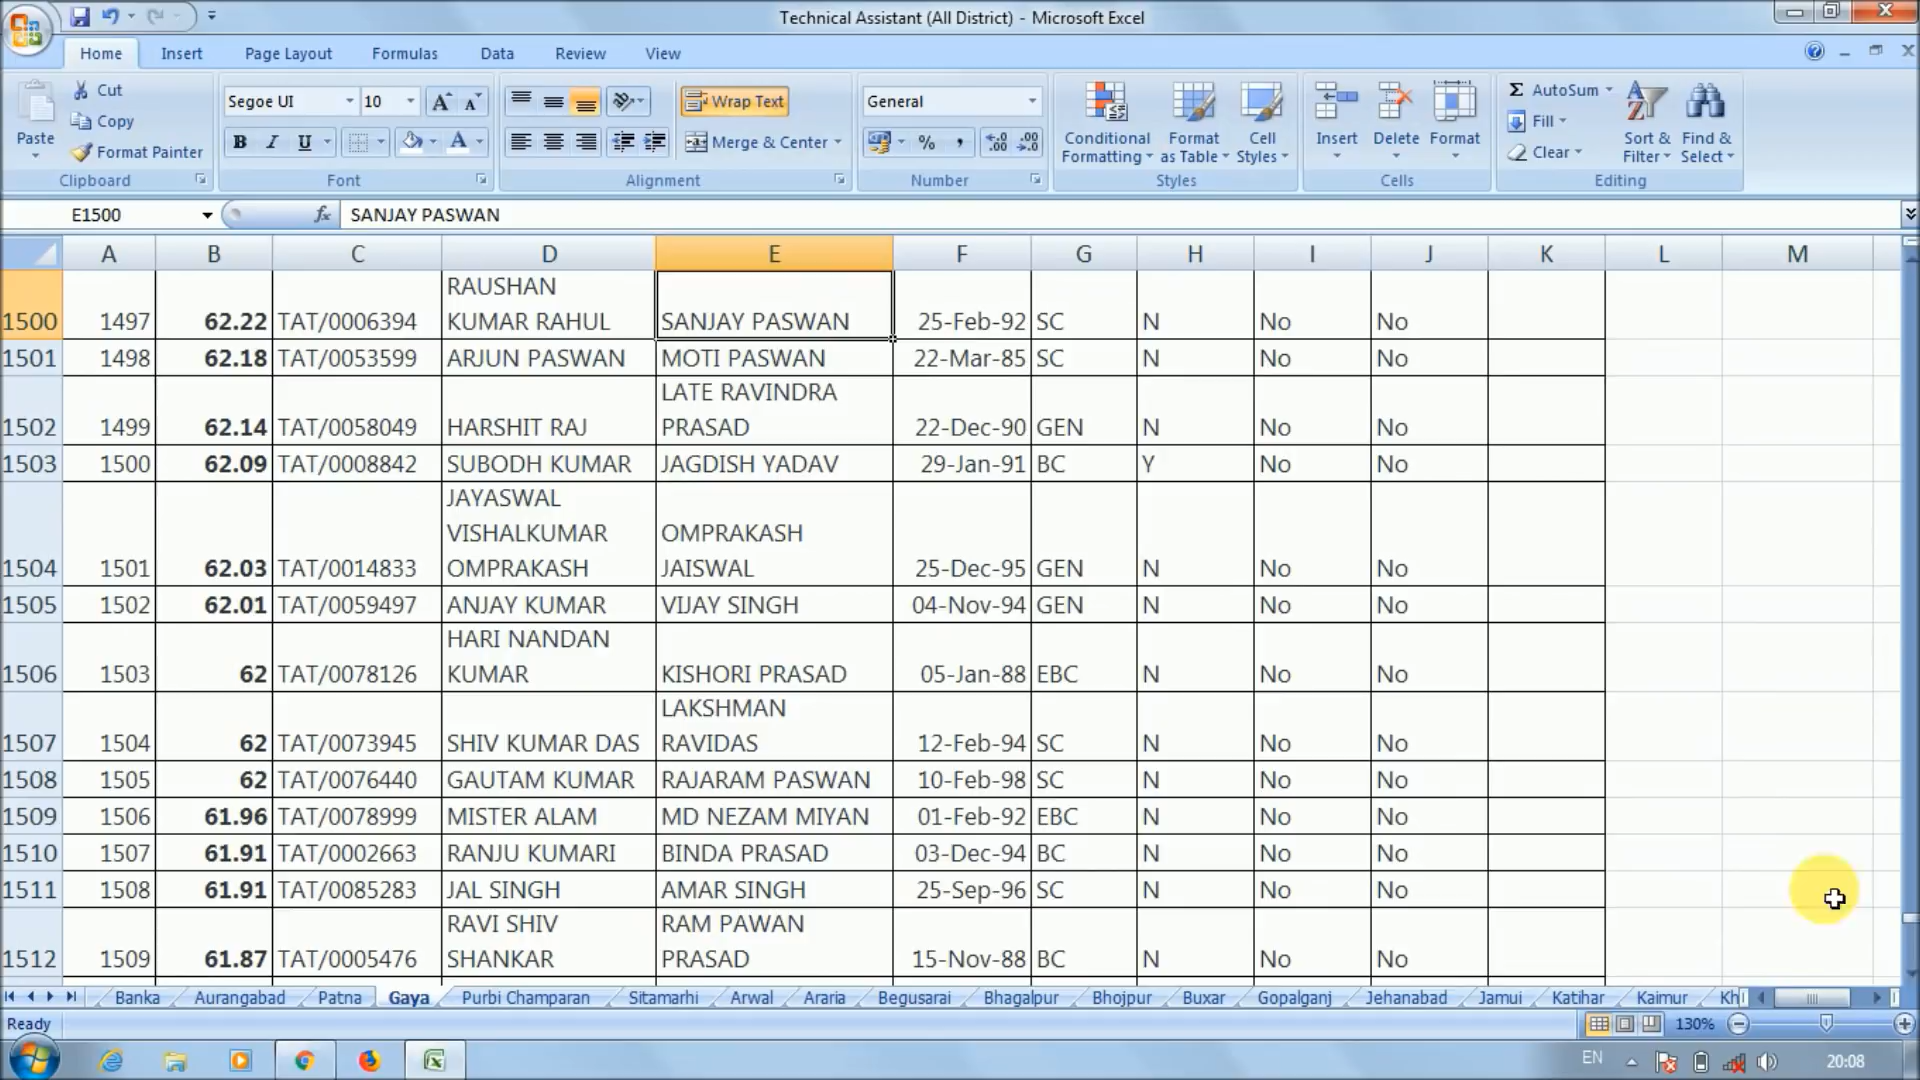 Technical Assistant (All District) - Microsoft Excel
Home Insert Page Layout Formulas Data Review View
Paste Cut Copy Format Painter Clipboard
Segoe UI 10 B I U Font
Wrap Text Merge & Center Alignment
General % , Number
Conditional Formatting Format as Table Cell Styles Styles
Insert Delete Format Cells
AutoSum Fill Clear Sort & Filter Find & Select Editing
E1500 fx SANJAY PASWAN
A B C D E F G H I J K L M
RAUSHAN
1500 1497 62.22 TAT/0006394 KUMAR RAHUL SANJAY PASWAN 25-Feb-92 SC N No No
1501 1498 62.18 TAT/0053599 ARJUN PASWAN MOTI PASWAN 22-Mar-85 SC N No No
LATE RAVINDRA
1502 1499 62.14 TAT/0058049 HARSHIT RAJ PRASAD 22-Dec-90 GEN N No No
1503 1500 62.09 TAT/0008842 SUBODH KUMAR JAGDISH YADAV 29-Jan-91 BC Y No No
JAYASWAL
VISHALKUMAR OMPRAKASH
1504 1501 62.03 TAT/0014833 OMPRAKASH JAISWAL 25-Dec-95 GEN N No No
1505 1502 62.01 TAT/0059497 ANJAY KUMAR VIJAY SINGH 04-Nov-94 GEN N No No
HARI NANDAN
1506 1503 62 TAT/0078126 KUMAR KISHORI PRASAD 05-Jan-88 EBC N No No
LAKSHMAN
1507 1504 62 TAT/0073945 SHIV KUMAR DAS RAVIDAS 12-Feb-94 SC N No No
1508 1505 62 TAT/0076440 GAUTAM KUMAR RAJARAM PASWAN 10-Feb-98 SC N No No
1509 1506 61.96 TAT/0078999 MISTER ALAM MD NEZAM MIYAN 01-Feb-92 EBC N No No
1510 1507 61.91 TAT/0002663 RANJU KUMARI BINDA PRASAD 03-Dec-94 BC N No No
1511 1508 61.91 TAT/0085283 JAL SINGH AMAR SINGH 25-Sep-96 SC N No No
RAVI SHIV RAM PAWAN
1512 1509 61.87 TAT/0005476 SHANKAR PRASAD 15-Nov-88 BC N No No
Banka Aurangabad Patna Gaya Purbi Champaran Sitamarhi Arwal Araria Begusarai Bhagalpur Bhojpur Buxar Gopalganj Jehanabad Jamui Katihar Kaimur Kh
Ready 130%
EN 20:08